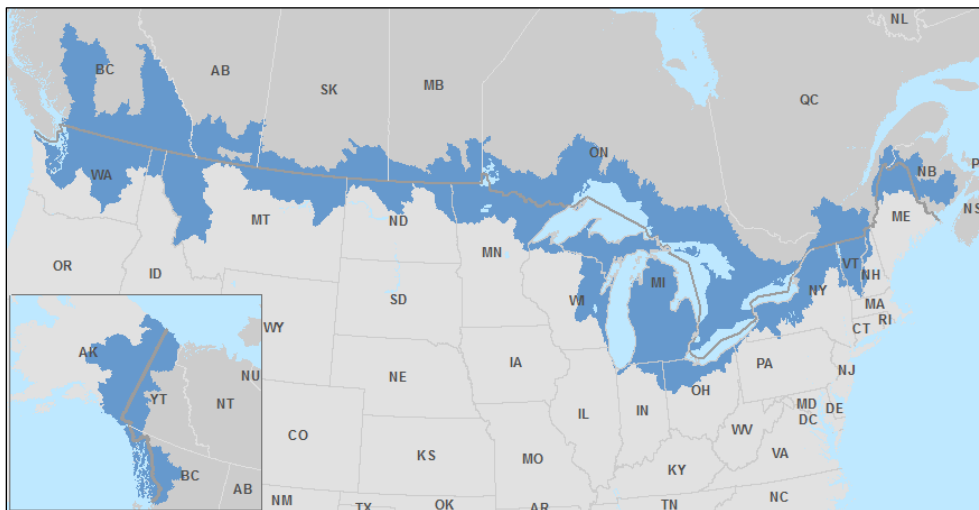 NL
BC
AB
SK
MB
QC
ON
NB
P
WA
NS
ME
MT
ND
MN
OR
ID
VT
NH
MI
NY
WI
SD
MA
RI
CT
WY
AK
IA
PA
NU
NE
OH
NJ
YT
NT
IL
IN
MD
DE
DC
CO
WV
KS
MO
VA
BC
KY
AB
NM
TX
OK
AR
TN
NC